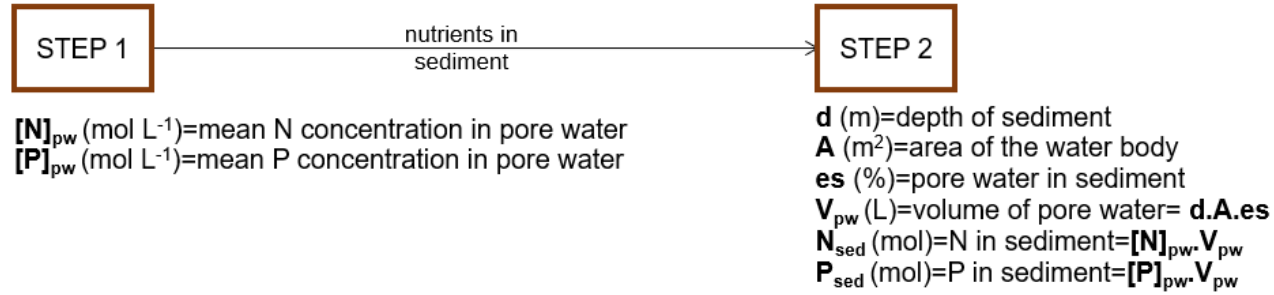 STEP 1
nutrients in
sediment
STEP 2
[N]pw (mol L-1)=mean N concentration in pore water
[P]pw (mol L-1)=mean P concentration in pore water
d (m)=depth of sediment
A (m2)=area of the water body
es (%)=pore water in sediment
Vpw (L)=volume of pore water= d.A.es
Nsed (mol)=N in sediment=[N]pw.Vpw
Psed (mol)=P in sediment=[P]pw.Vpw